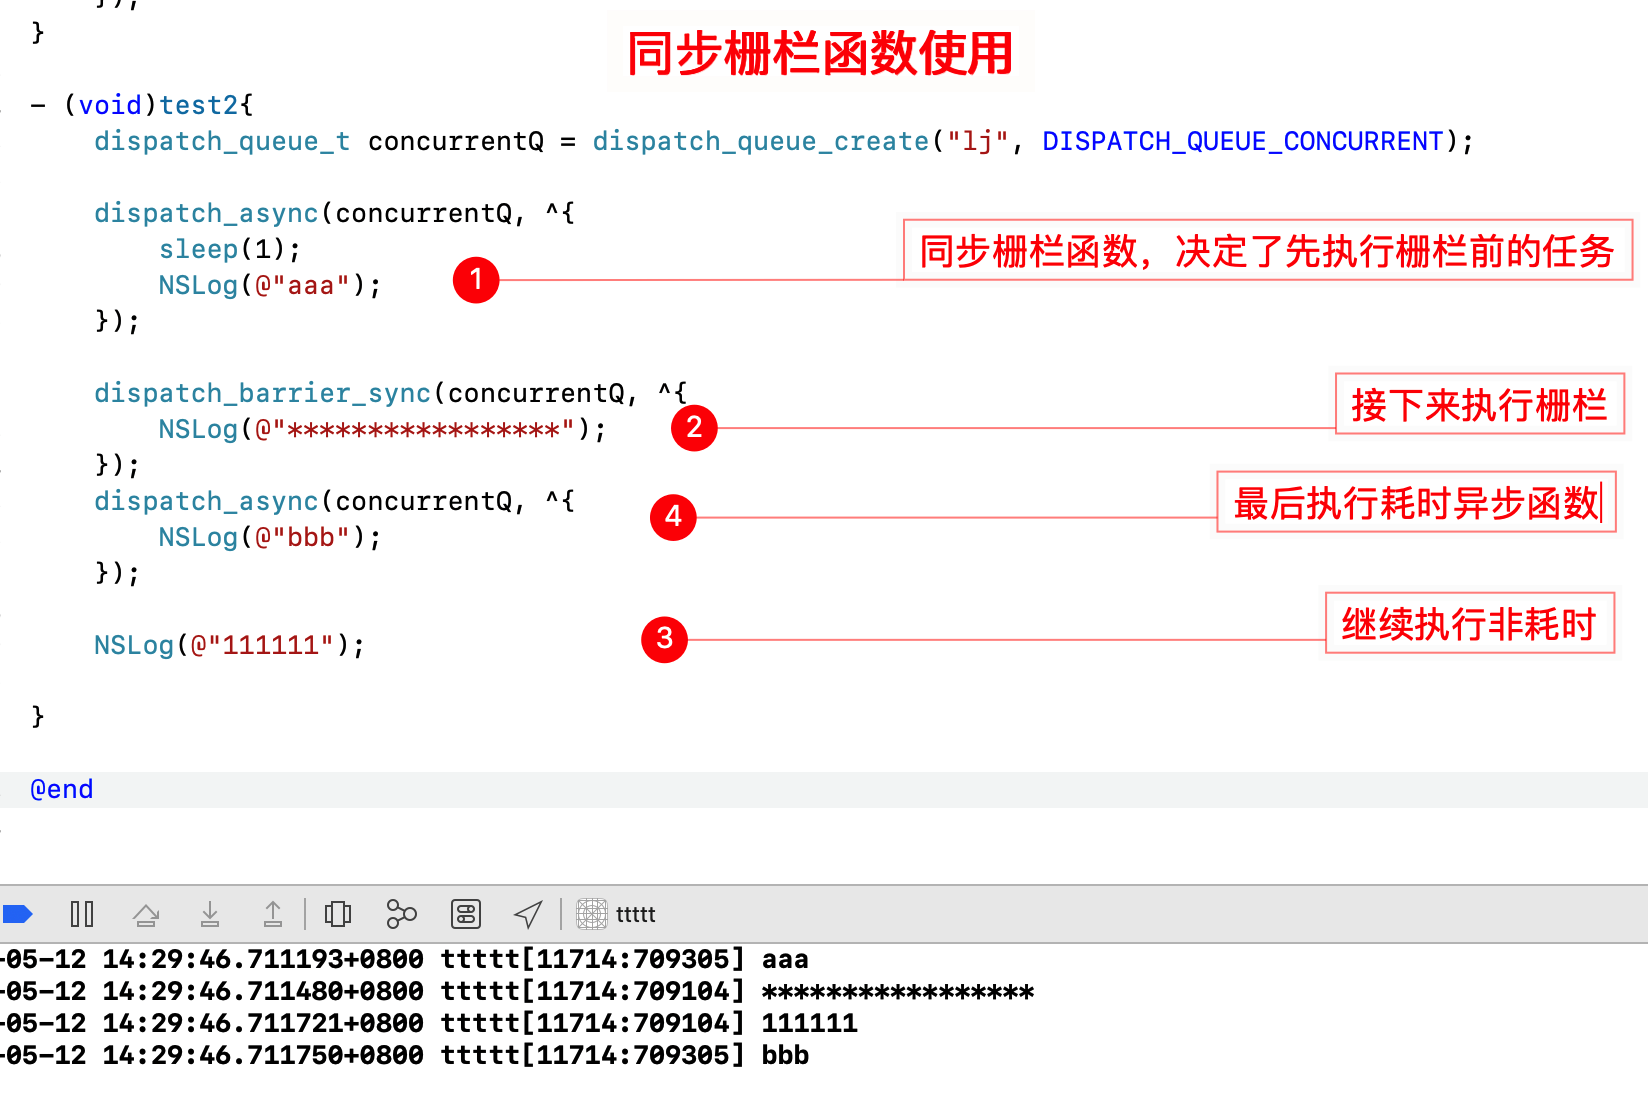 });
}
同步栅栏函数使用
- (void)test2{
dispatch_queue_t concurrentQ = dispatch_queue_create("lj", DISPATCH_QUEUE_CONCURRENT);
dispatch_async(concurrentQ, ^{
sleep(1);
同步栅栏函数，决定了先执行栅栏前的任务
NSLog(@"aaa");
1
});
dispatch_barrier_sync(concurrentQ, ^{
接下来执行栅栏
NSLog(@"*****************");
2
});
dispatch_async(concurrentQ, ^{
4
最后执行耗时异步函数
NSLog(@"bbb");
});
NSLog(@"111111");
3
继续执行非耗时
}
@end
ttttt
-05-12 14:29:46.711193+0800 ttttt[11714:709305] aaa
-05-12 14:29:46.711480+0800 ttttt[11714:709104] *****************
-05-12 14:29:46.711721+0800 ttttt[11714:709104] 111111
-05-12 14:29:46.711750+0800 ttttt[11714:709305] bbb